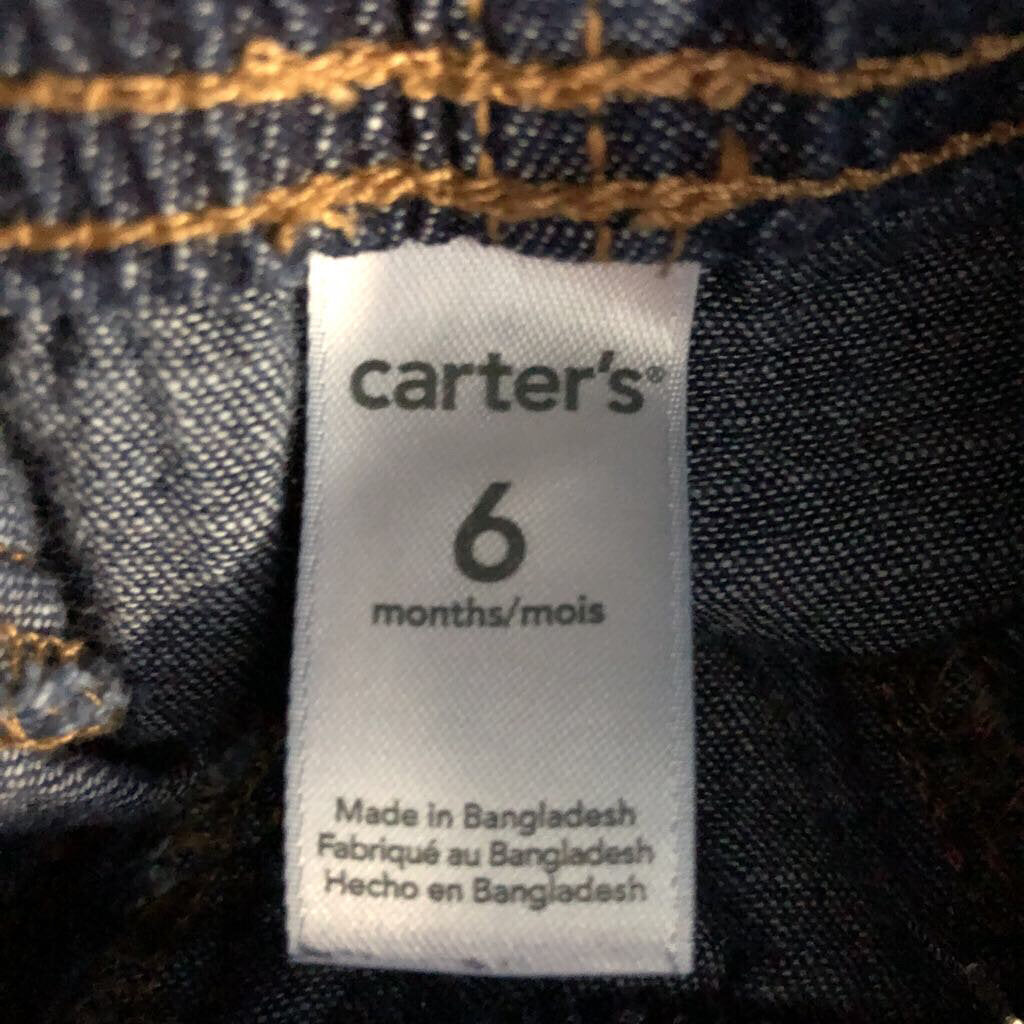 carter's®
6
months/mois
Made in Bangladesh
Fabriqué au Bangladesh
Hecho en Bangladesh